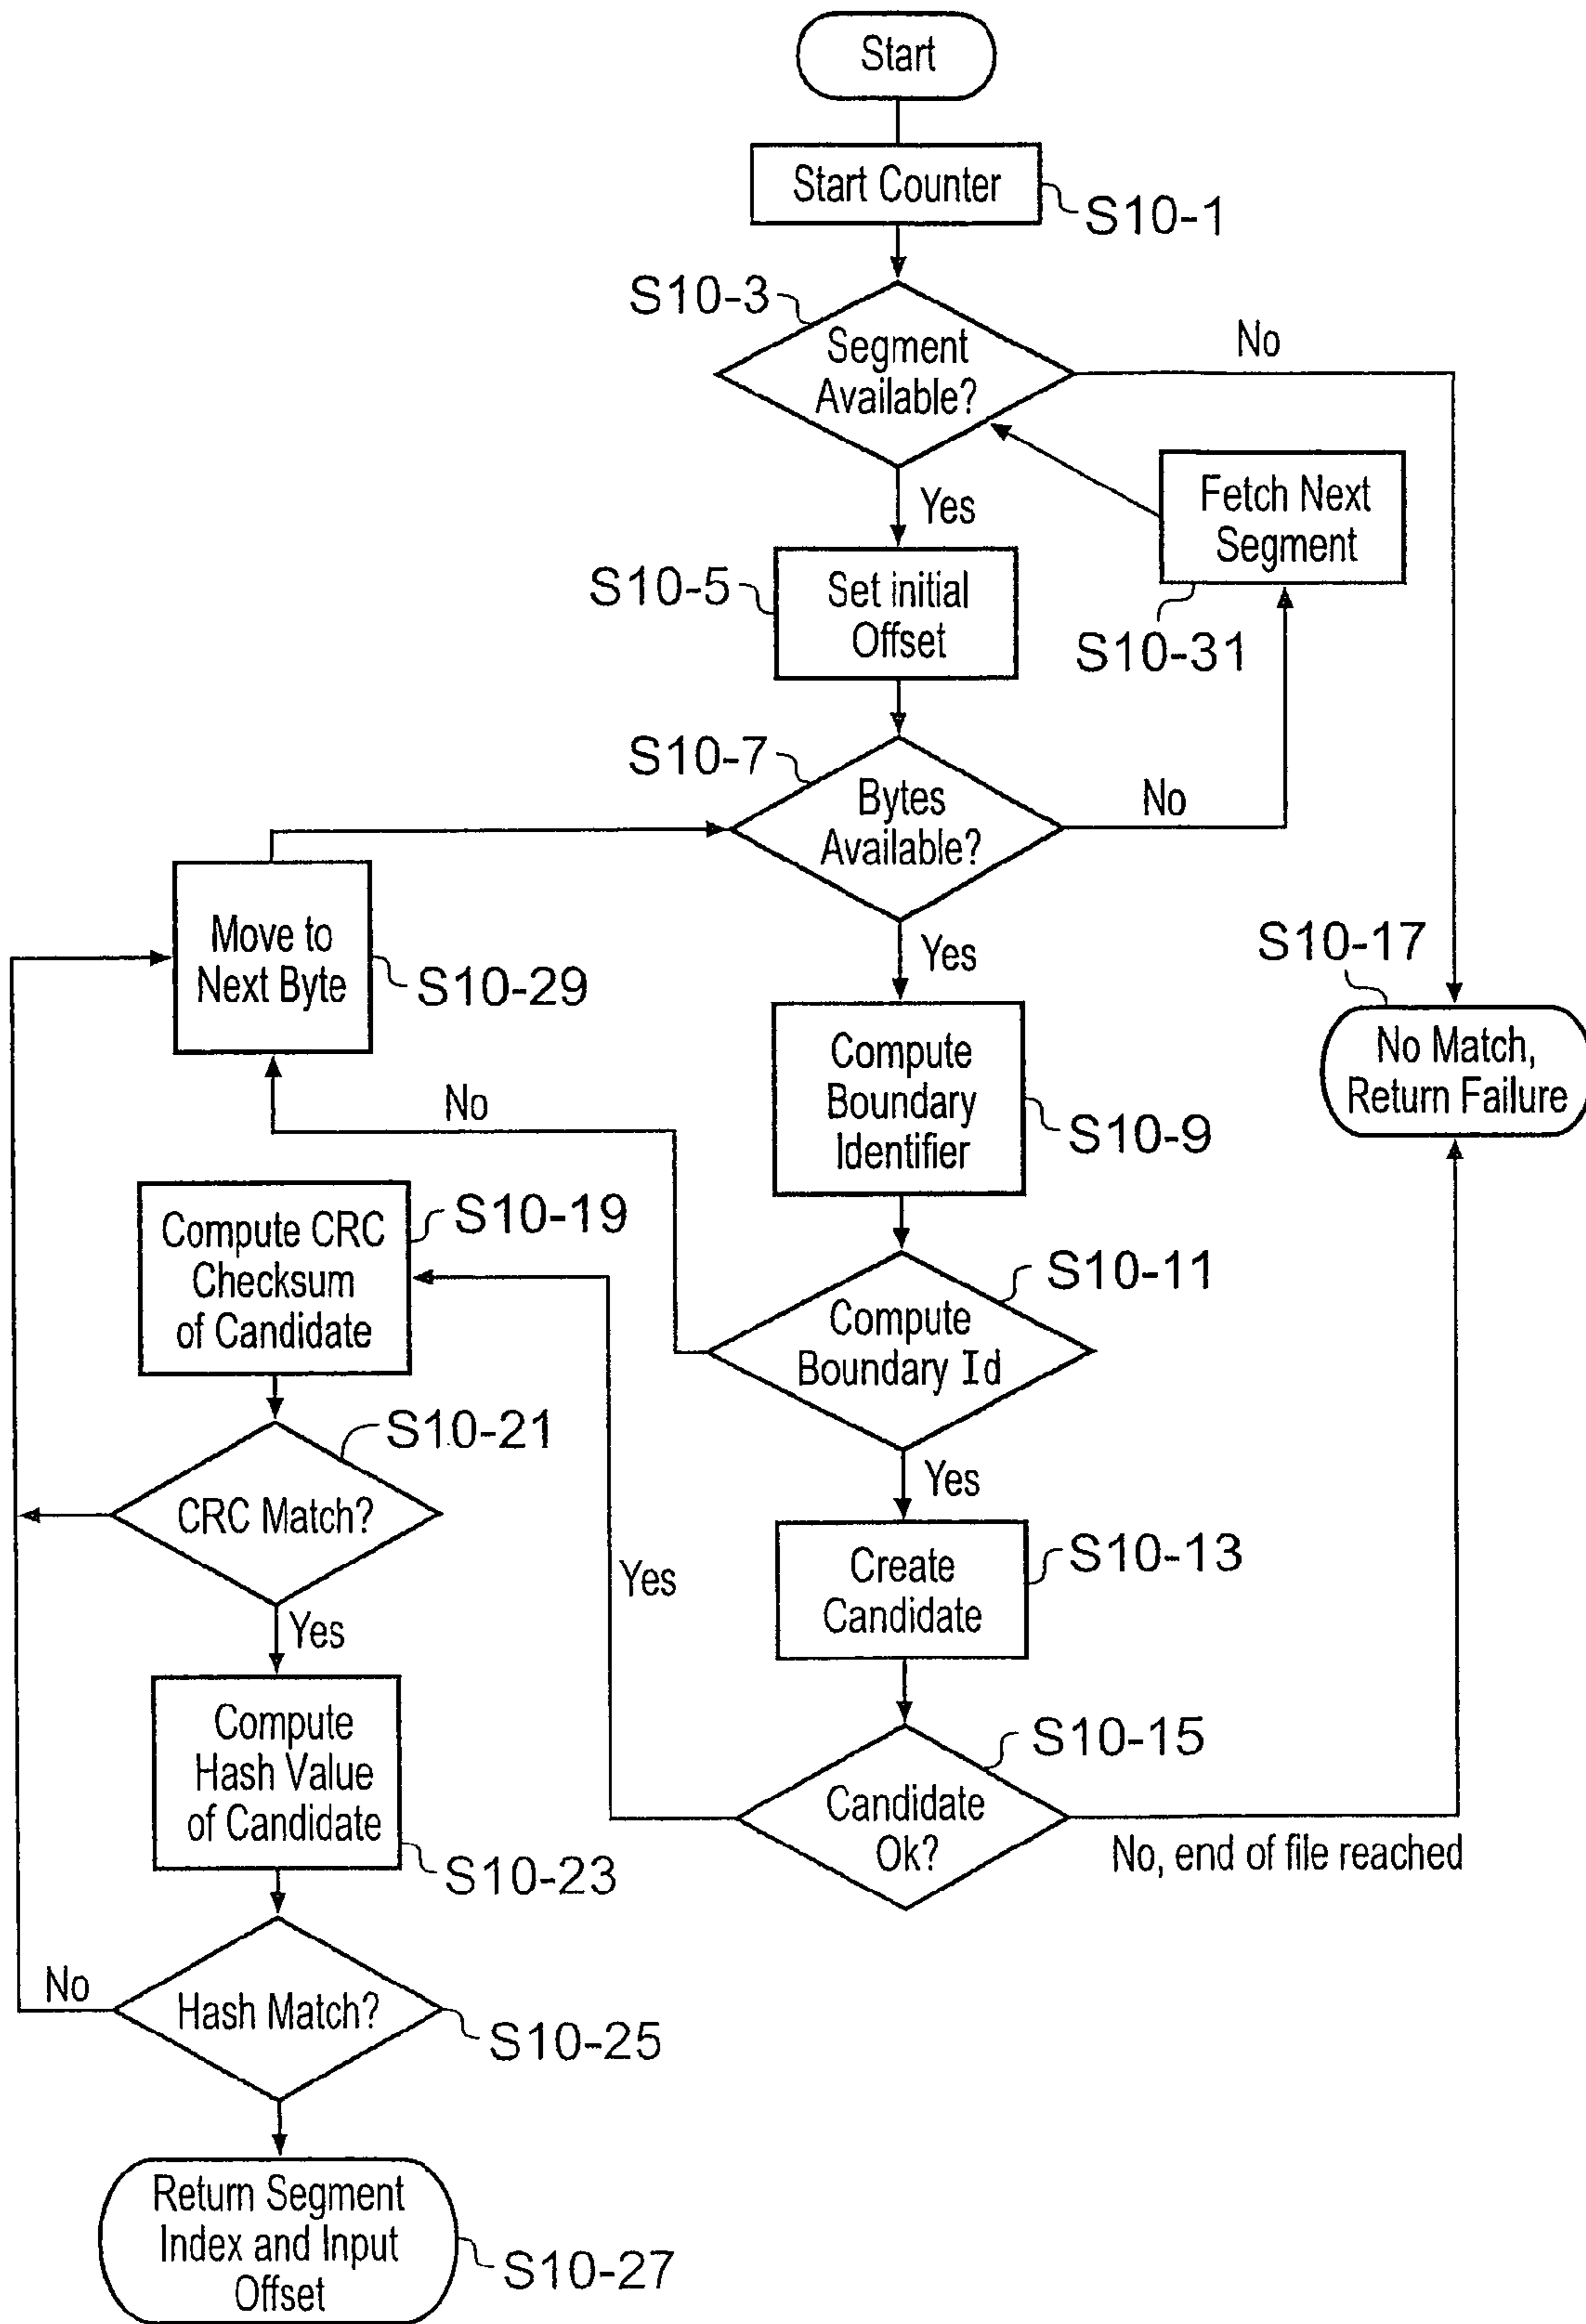 Start
Start Counter
S10-1
S10-3
Segment
Available?
No
Yes
Fetch Next
Segment
S10-31
S10-5
Set initial
Offset
S10-7
Bytes
Available?
No
Yes
Move to
Next Byte
S10-29
S10-17
No Match,
Return Failure
Compute
Boundary
Identifier
S10-9
No
Compute CRC
Checksum
of Candidate
S10-19
S10-11
Compute
Boundary Id
Yes
S10-21
CRC Match?
Yes
Create
Candidate
S10-13
Yes
Compute
Hash Value
of Candidate
S10-23
S10-15
Candidate
Ok?
No, end of file reached
No
Hash Match?
S10-25
Return Segment
Index and Input
Offset
S10-27